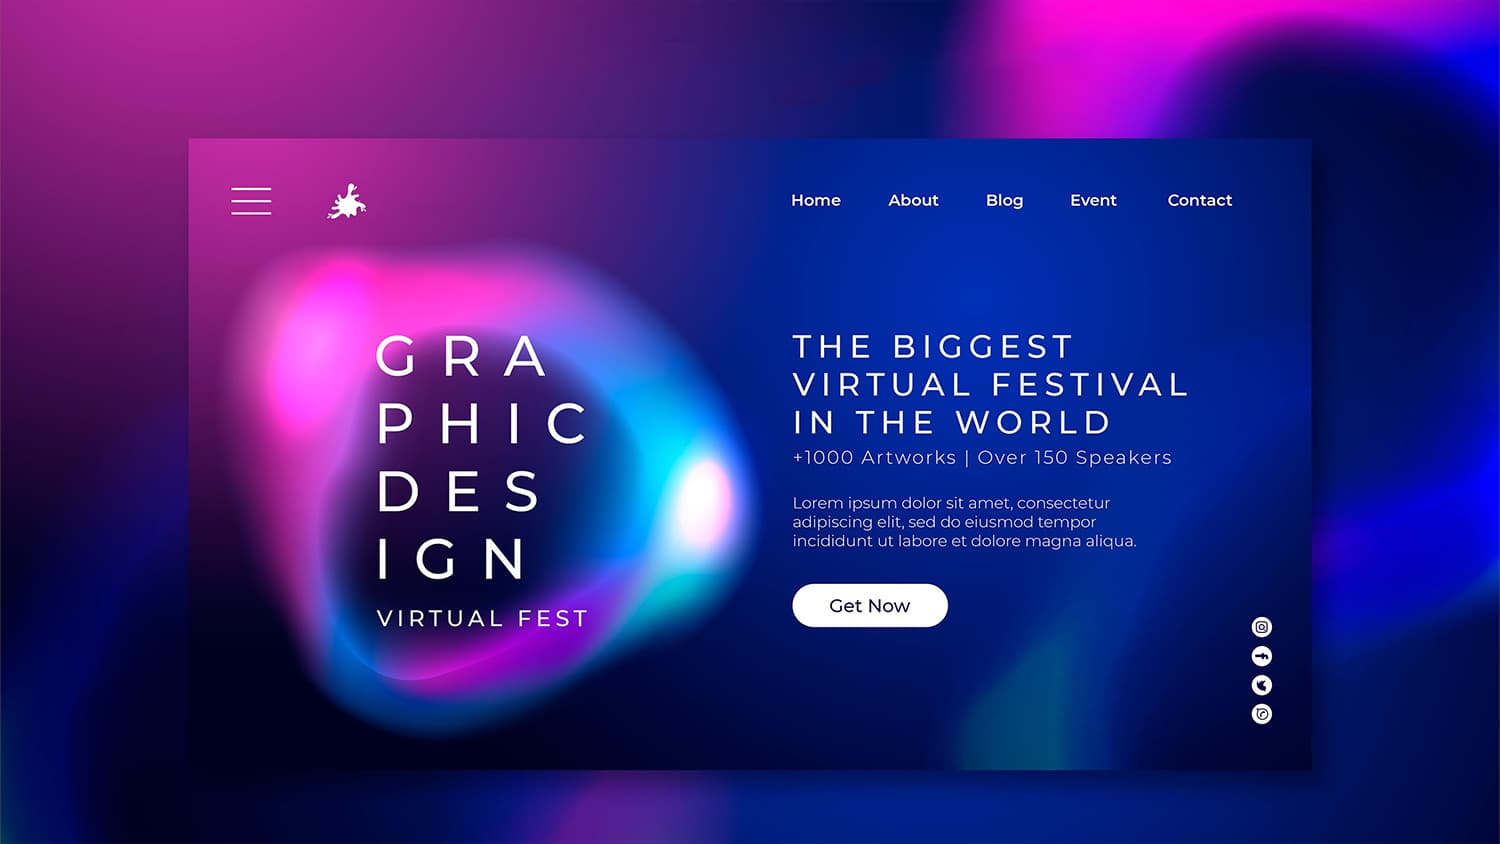 Home About Blog Event Contact
GRA
PHIC
DES
IGN
VIRTUAL FEST
THE BIGGEST
VIRTUAL FESTIVAL
IN THE WORLD
+1000 Artworks | Over 150 Speakers
Lorem ipsum dolor sit amet, consectetur
adipiscing elit, sed do eiusmod tempor
incididunt ut labore et dolore magna aliqua.
Get Now